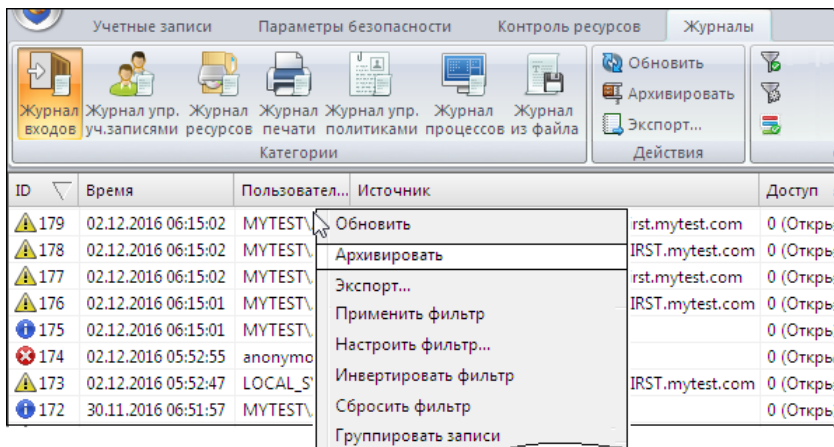 Учетные записи Параметры безопасности Контроль ресурсов Журналы
Журнал входов
Журнал упр. уч.записями
Журнал ресурсов
Журнал печати
Журнал упр. политиками
Журнал процессов
Журнал из файла
Категории
Обновить
Архивировать
Экспорт...
Действия
ID Время Пользовател... Источник Доступ
179 02.12.2016 06:15:02 MYTEST\ rst.mytest.com 0 (Откры
178 02.12.2016 06:15:02 MYTEST\ IRST.mytest.com 0 (Откры
177 02.12.2016 06:15:02 MYTEST\ rst.mytest.com 0 (Откры
176 02.12.2016 06:15:01 MYTEST\ IRST.mytest.com 0 (Откры
175 02.12.2016 06:15:01 MYTEST\ 0 (Откры
174 02.12.2016 05:52:55 anonymo 0 (Откры
173 02.12.2016 05:52:47 LOCAL_S IRST.mytest.com 0 (Откры
172 30.11.2016 06:51:57 MYTEST\ 0 (Откры
Обновить
Архивировать
Экспорт...
Применить фильтр
Настроить фильтр...
Инвертировать фильтр
Сбросить фильтр
Группировать записи